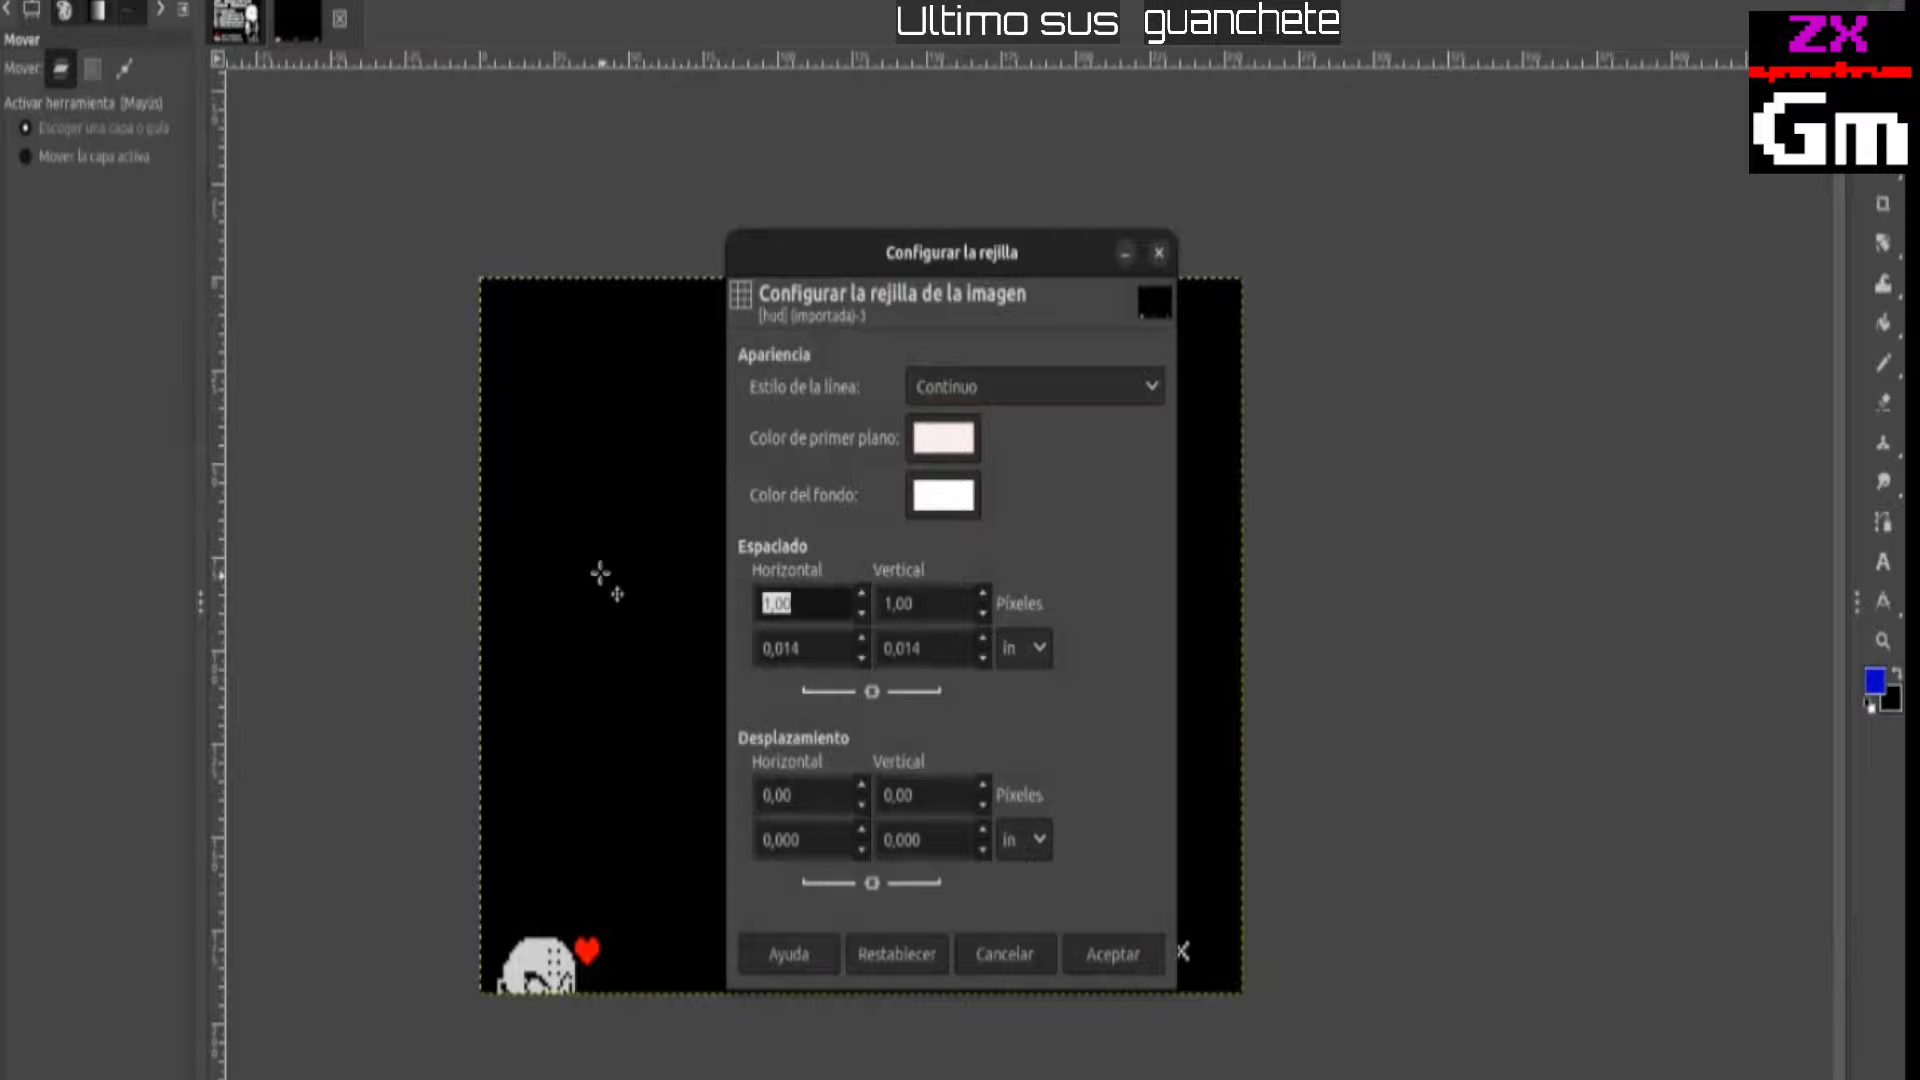 Ultimo sus guanchete
ZX
Gm
Mover
Mover:
Activar herramienta (Mayús)
Escoger una capa o guía
Mover la capa activa
Configurar la rejilla
Configurar la rejilla de la imagen
[hud] (importada)-3
Apariencia
Estilo de la línea: Continuo
Color de primer plano:
Color del fondo:
Espaciado
Horizontal Vertical
1,00 1,00 Píxeles
0,014 0,014 in
Desplazamiento
Horizontal Vertical
0,00 0,00 Píxeles
0,000 0,000 in
Ayuda Restablecer Cancelar Aceptar